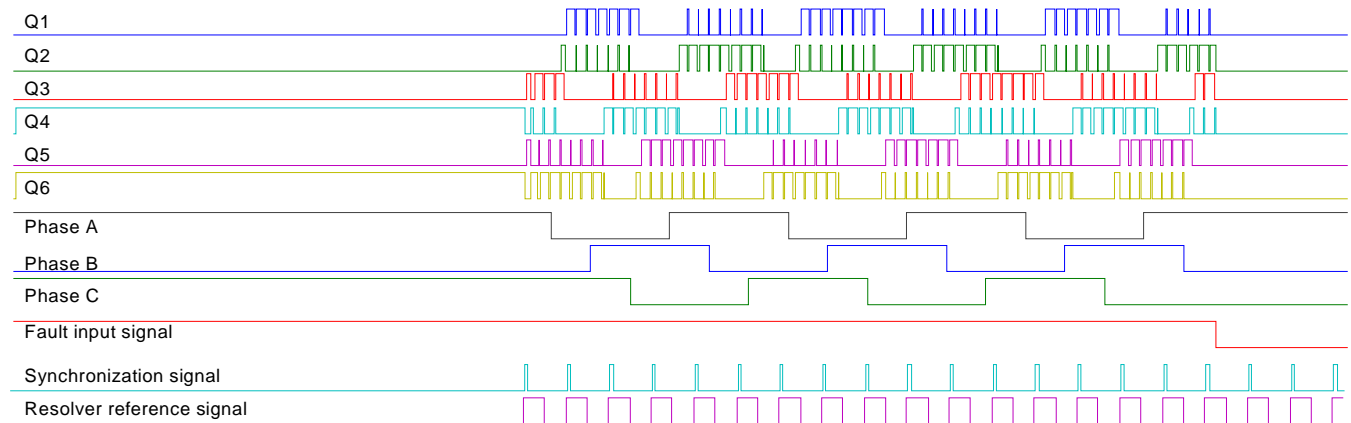 Q1
Q2
Q3
Q4
Q5
Q6
Phase A
Phase B
Phase C
Fault input signal
Synchronization signal
Resolver reference signal